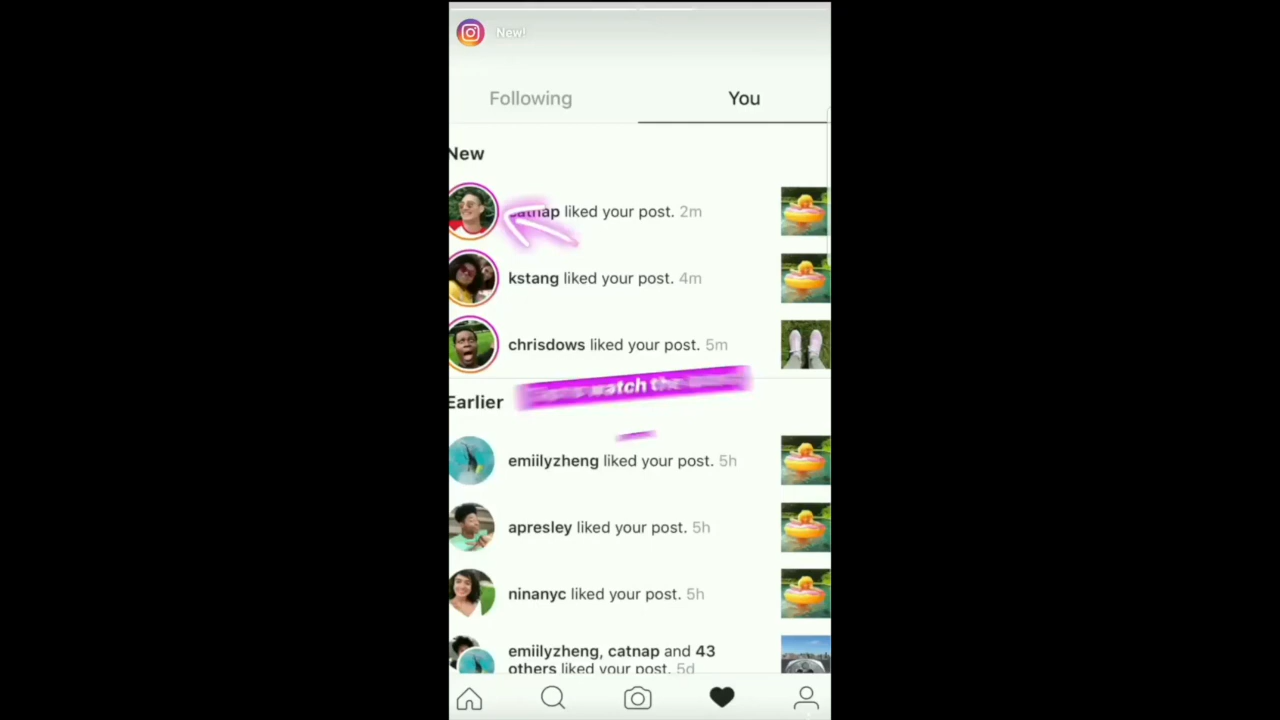 New!
Following
You
New
catnap liked your post. 2m
kstang liked your post. 4m
chrisdows liked your post. 5m
watch the
Earlier
emiilyzheng liked your post. 5h
apresley liked your post. 5h
ninanyc liked your post. 5h
emiilyzheng, catnap and 43
others liked your post. 5d